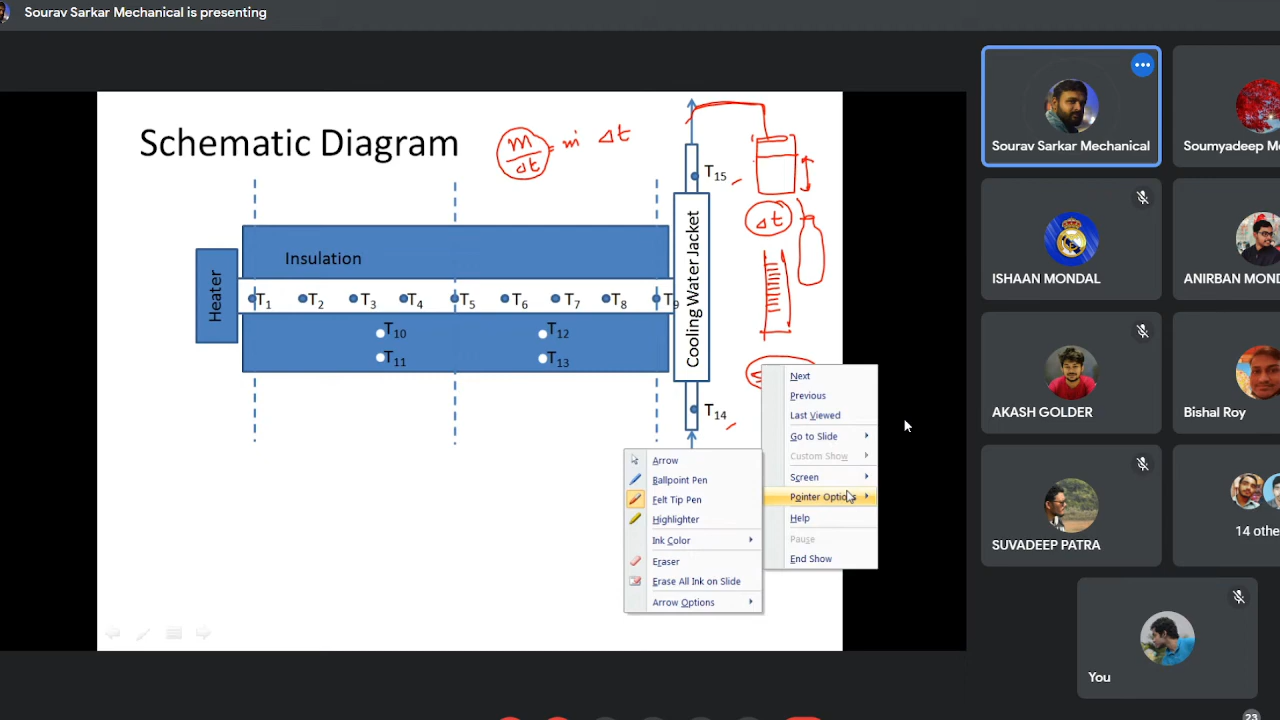 Sourav Sarkar Mechanical is presenting
Schematic Diagram
m/Δt = ṁ Δt
T15
Δt
Insulation
Heater
T1 T2 T3 T4 T5 T6 T7 T8 T9
T10 T12
T11 T13
Cooling Water Jacket
T14
Next
Previous
Last Viewed
Go to Slide
Custom Show
Screen
Pointer Options
Help
Pause
End Show
Arrow
Ballpoint Pen
Felt Tip Pen
Highlighter
Ink Color
Eraser
Erase All Ink on Slide
Arrow Options
Sourav Sarkar Mechanical
Soumyadeep M
ISHAAN MONDAL
ANIRBAN MOND
AKASH GOLDER
Bishal Roy
SUVADEEP PATRA
14 othe
You
23